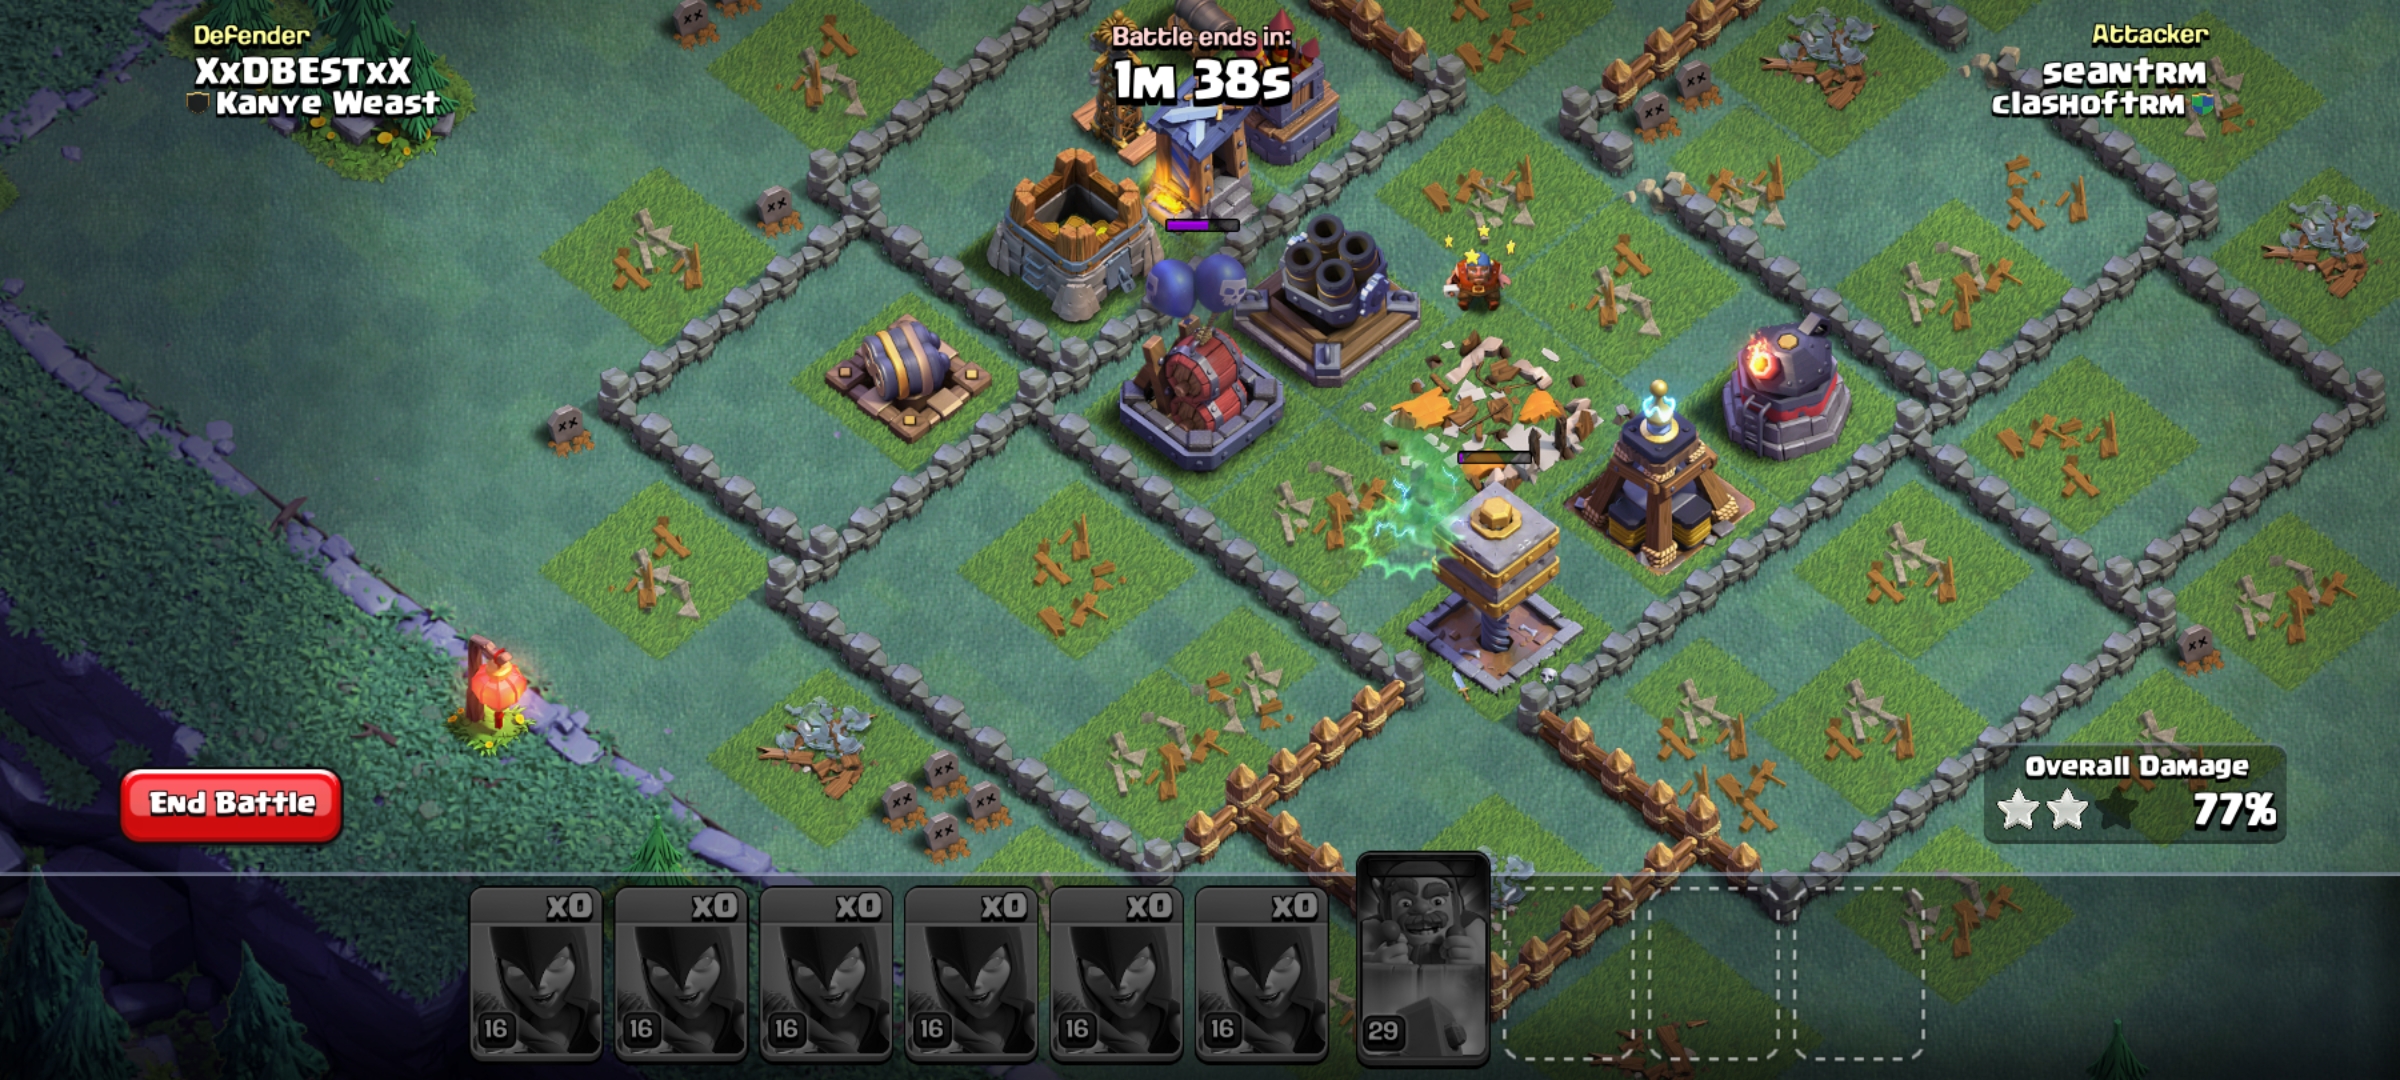 Defender
XxDBESTxX
Kanye Weast
Battle ends in:
1M 38s
Attacker
seantRM
clashoftRM
End Battle
Overall Damage
77%
x0
x0
x0
x0
x0
x0
16
16
16
16
16
16
29